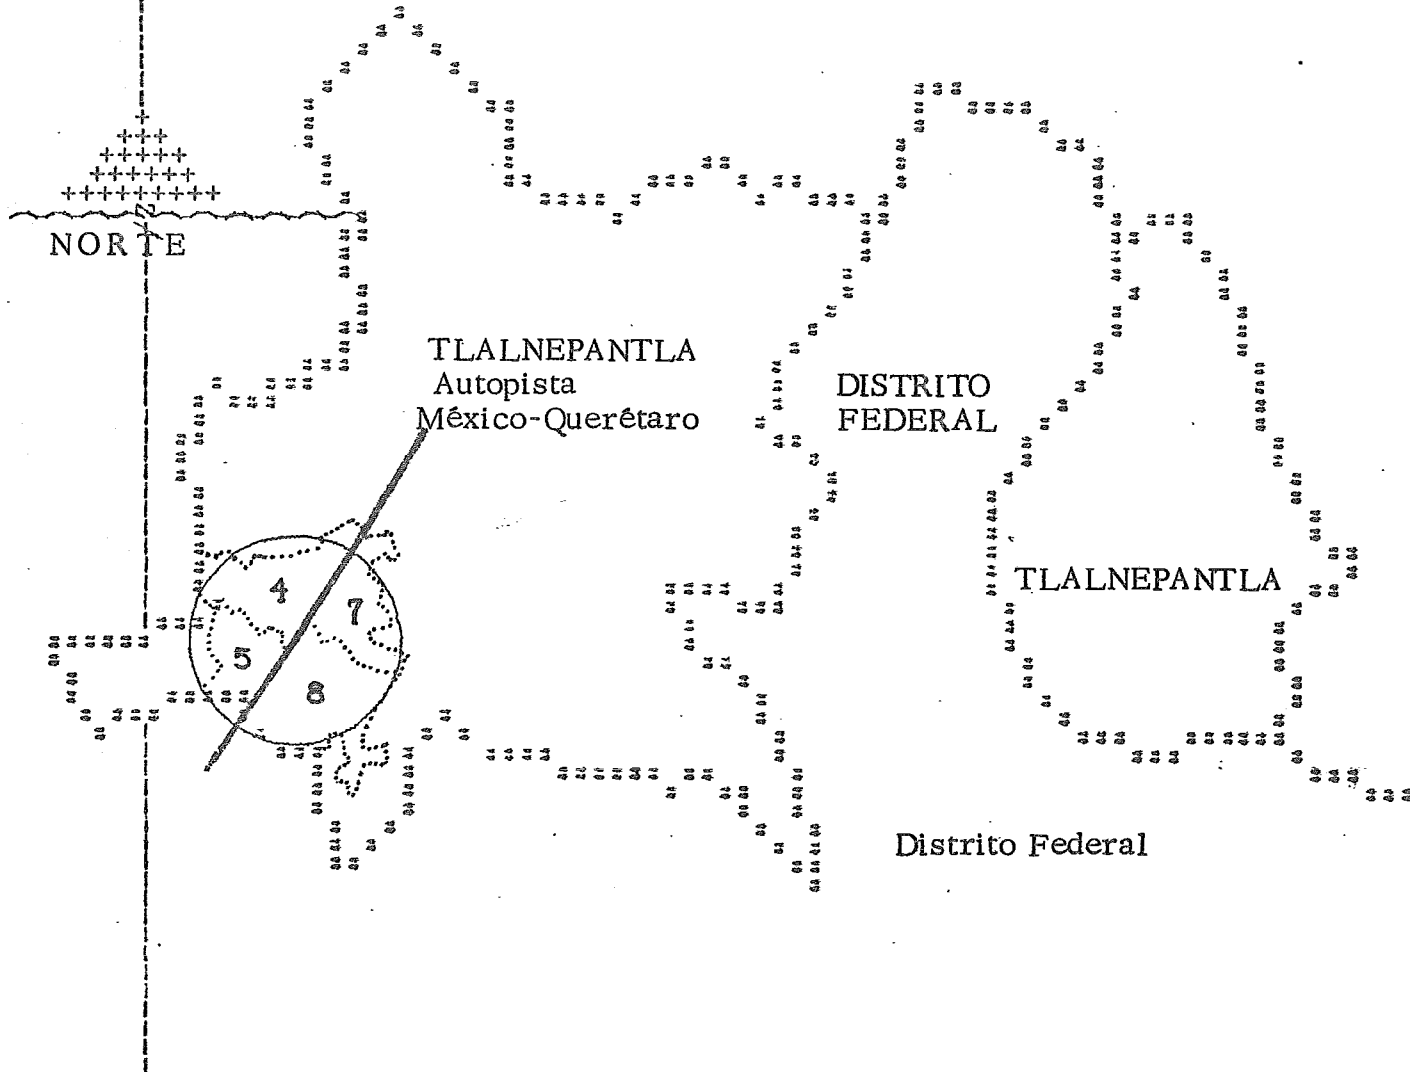 NORTE
TLALNEPANTLA
Autopista
México-Querétaro
DISTRITO
FEDERAL
4
7
5
8
TLALNEPANTLA
Distrito Federal